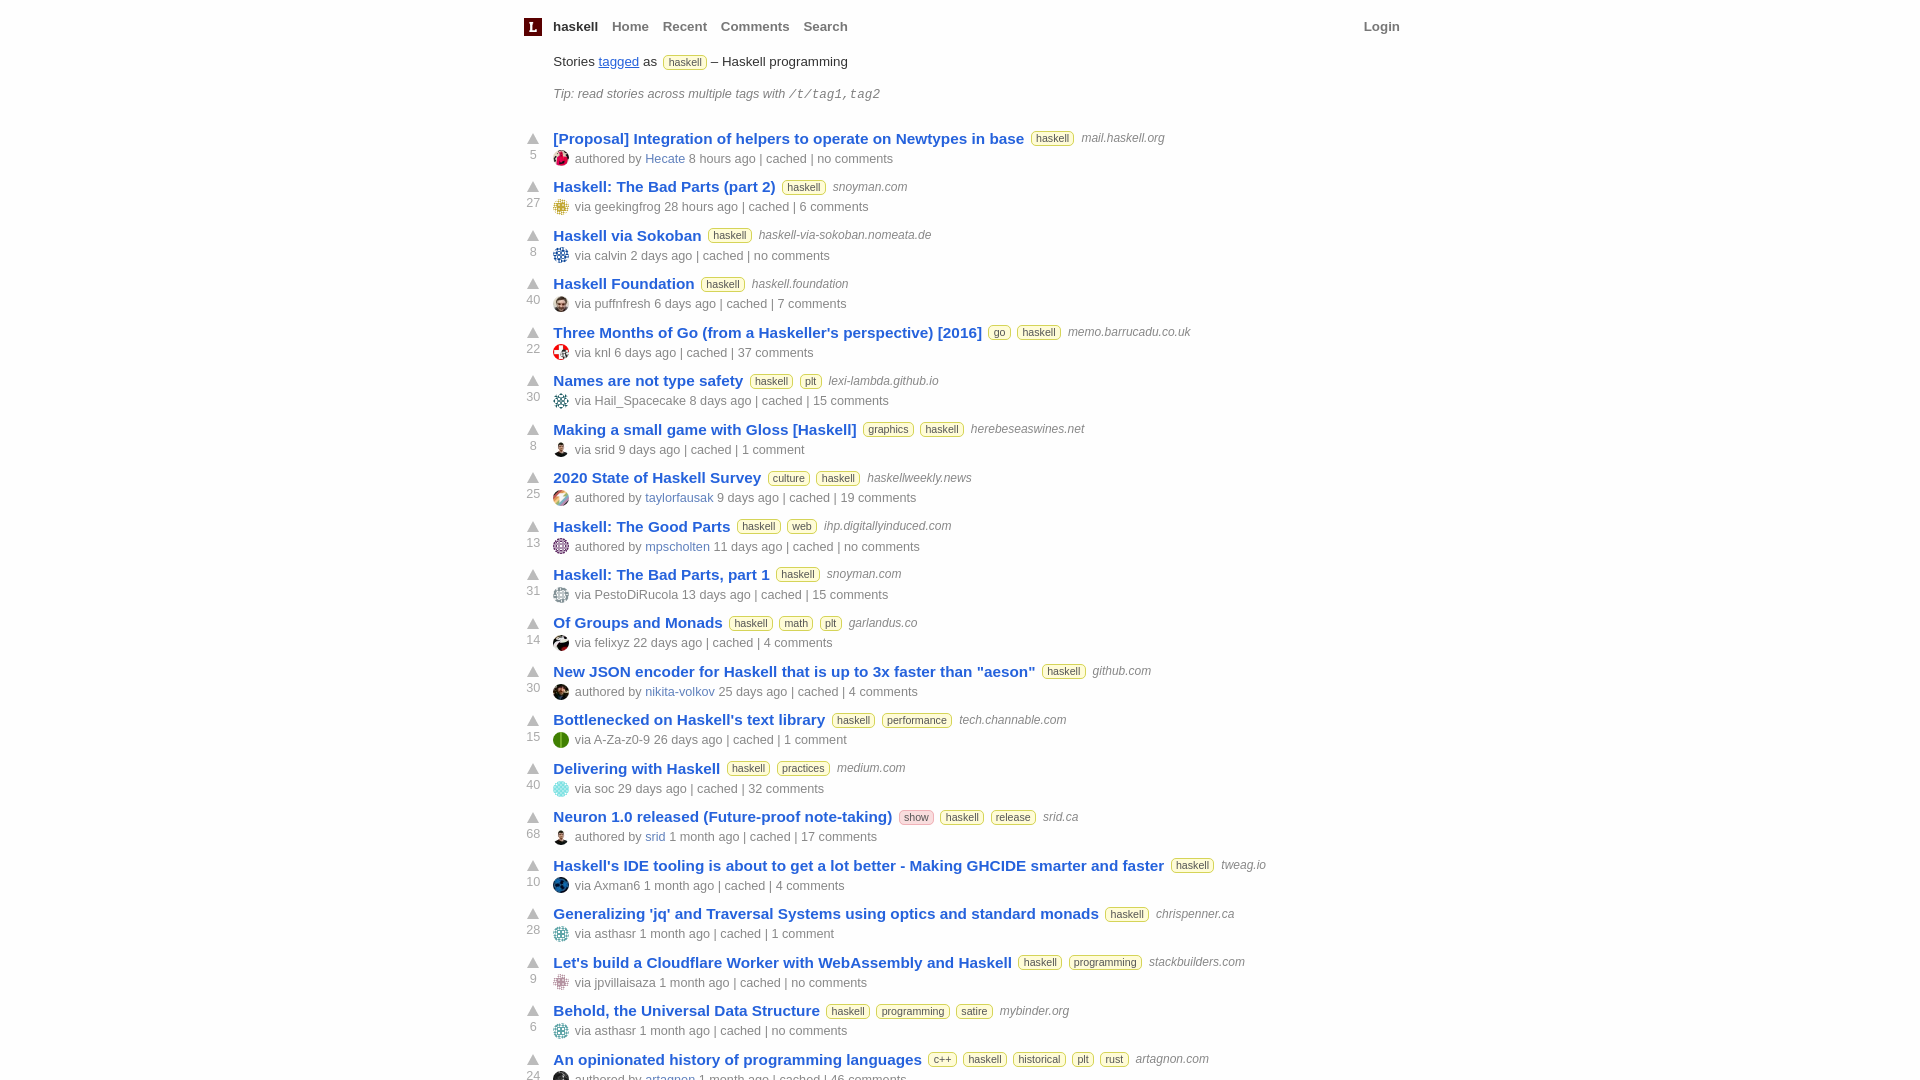 L haskell Home Recent Comments Search Login
Stories tagged as haskell – Haskell programming
Tip: read stories across multiple tags with /t/tag1,tag2
[Proposal] Integration of helpers to operate on Newtypes in base haskell mail.haskell.org
5 authored by Hecate 8 hours ago | cached | no comments
Haskell: The Bad Parts (part 2) haskell snoyman.com
27 via geekingfrog 28 hours ago | cached | 6 comments
Haskell via Sokoban haskell haskell-via-sokoban.nomeata.de
8 via calvin 2 days ago | cached | no comments
Haskell Foundation haskell haskell.foundation
40 via puffnfresh 6 days ago | cached | 7 comments
Three Months of Go (from a Haskeller's perspective) [2016] go haskell memo.barrucadu.co.uk
22 via knl 6 days ago | cached | 37 comments
Names are not type safety haskell plt lexi-lambda.github.io
30 via Hail_Spacecake 8 days ago | cached | 15 comments
Making a small game with Gloss [Haskell] graphics haskell herebeseaswines.net
8 via srid 9 days ago | cached | 1 comment
2020 State of Haskell Survey culture haskell haskellweekly.news
25 authored by taylorfausak 9 days ago | cached | 19 comments
Haskell: The Good Parts haskell web ihp.digitallyinduced.com
13 authored by mpscholten 11 days ago | cached | no comments
Haskell: The Bad Parts, part 1 haskell snoyman.com
31 via PestoDiRucola 13 days ago | cached | 15 comments
Of Groups and Monads haskell math plt garlandus.co
14 via felixyz 22 days ago | cached | 4 comments
New JSON encoder for Haskell that is up to 3x faster than "aeson" haskell github.com
30 authored by nikita-volkov 25 days ago | cached | 4 comments
Bottlenecked on Haskell's text library haskell performance tech.channable.com
15 via A-Za-z0-9 26 days ago | cached | 1 comment
Delivering with Haskell haskell practices medium.com
40 via soc 29 days ago | cached | 32 comments
Neuron 1.0 released (Future-proof note-taking) show haskell release srid.ca
68 authored by srid 1 month ago | cached | 17 comments
Haskell's IDE tooling is about to get a lot better - Making GHCIDE smarter and faster haskell tweag.io
10 via Axman6 1 month ago | cached | 4 comments
Generalizing 'jq' and Traversal Systems using optics and standard monads haskell chrispenner.ca
28 via asthasr 1 month ago | cached | 1 comment
Let's build a Cloudflare Worker with WebAssembly and Haskell haskell programming stackbuilders.com
9 via jpvillaisaza 1 month ago | cached | no comments
Behold, the Universal Data Structure haskell programming satire mybinder.org
6 via asthasr 1 month ago | cached | no comments
An opinionated history of programming languages c++ haskell historical plt rust artagnon.com
24 authored by artagnon 1 month ago | cached | 46 comments